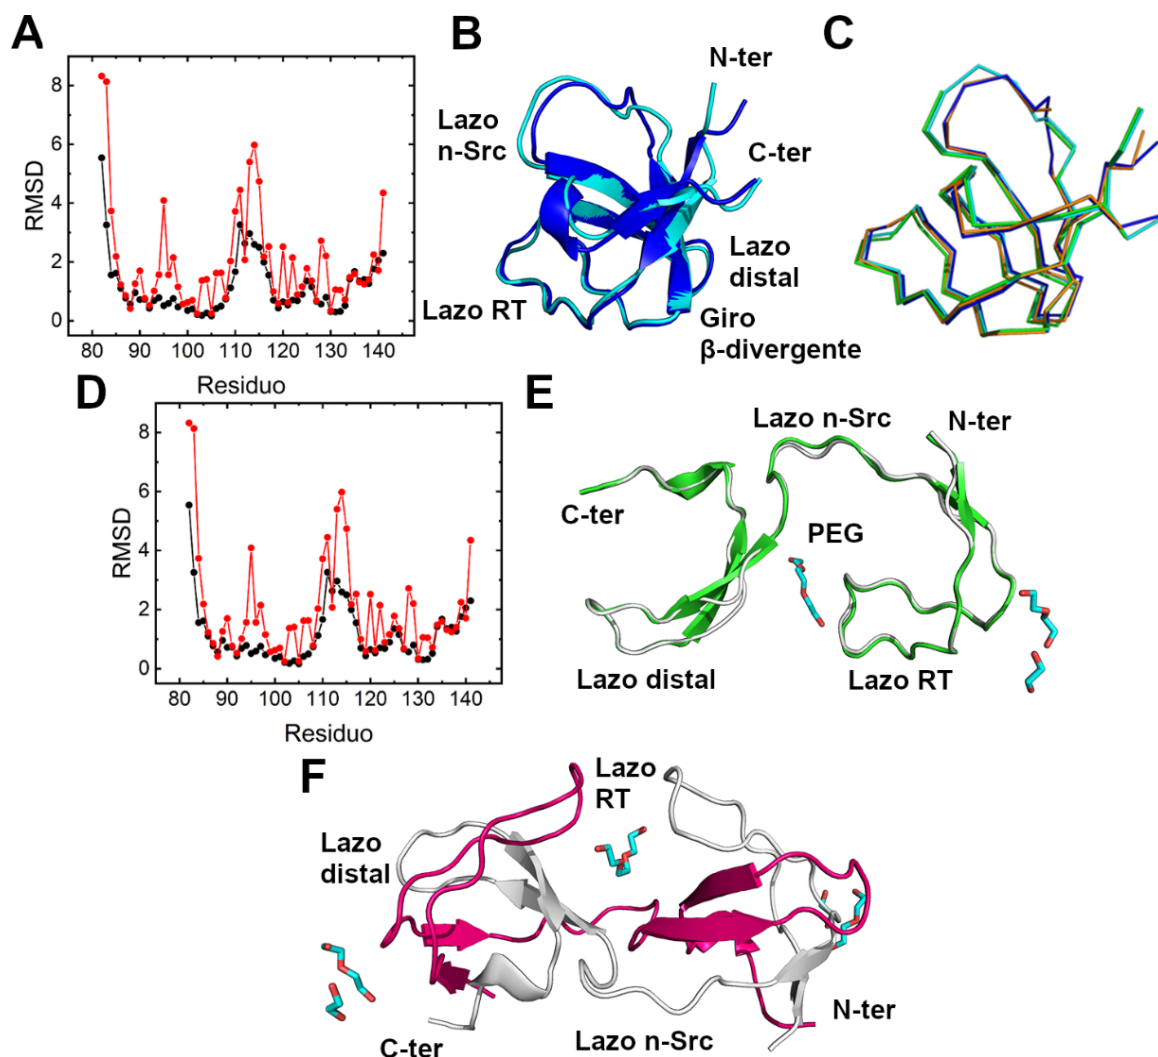 A
B
C
8
6
4
2
0
RMSD
80 90 100 110 120 130 140
Residuo
N-ter
Lazo
n-Src
C-ter
Lazo
distal
Lazo RT
Giro
β-divergente
D
E
8
6
4
2
0
RMSD
80 90 100 110 120 130 140
Residuo
Lazo n-Src
N-ter
C-ter
PEG
Lazo distal
Lazo RT
F
Lazo
RT
Lazo
distal
C-ter
Lazo n-Src
N-ter